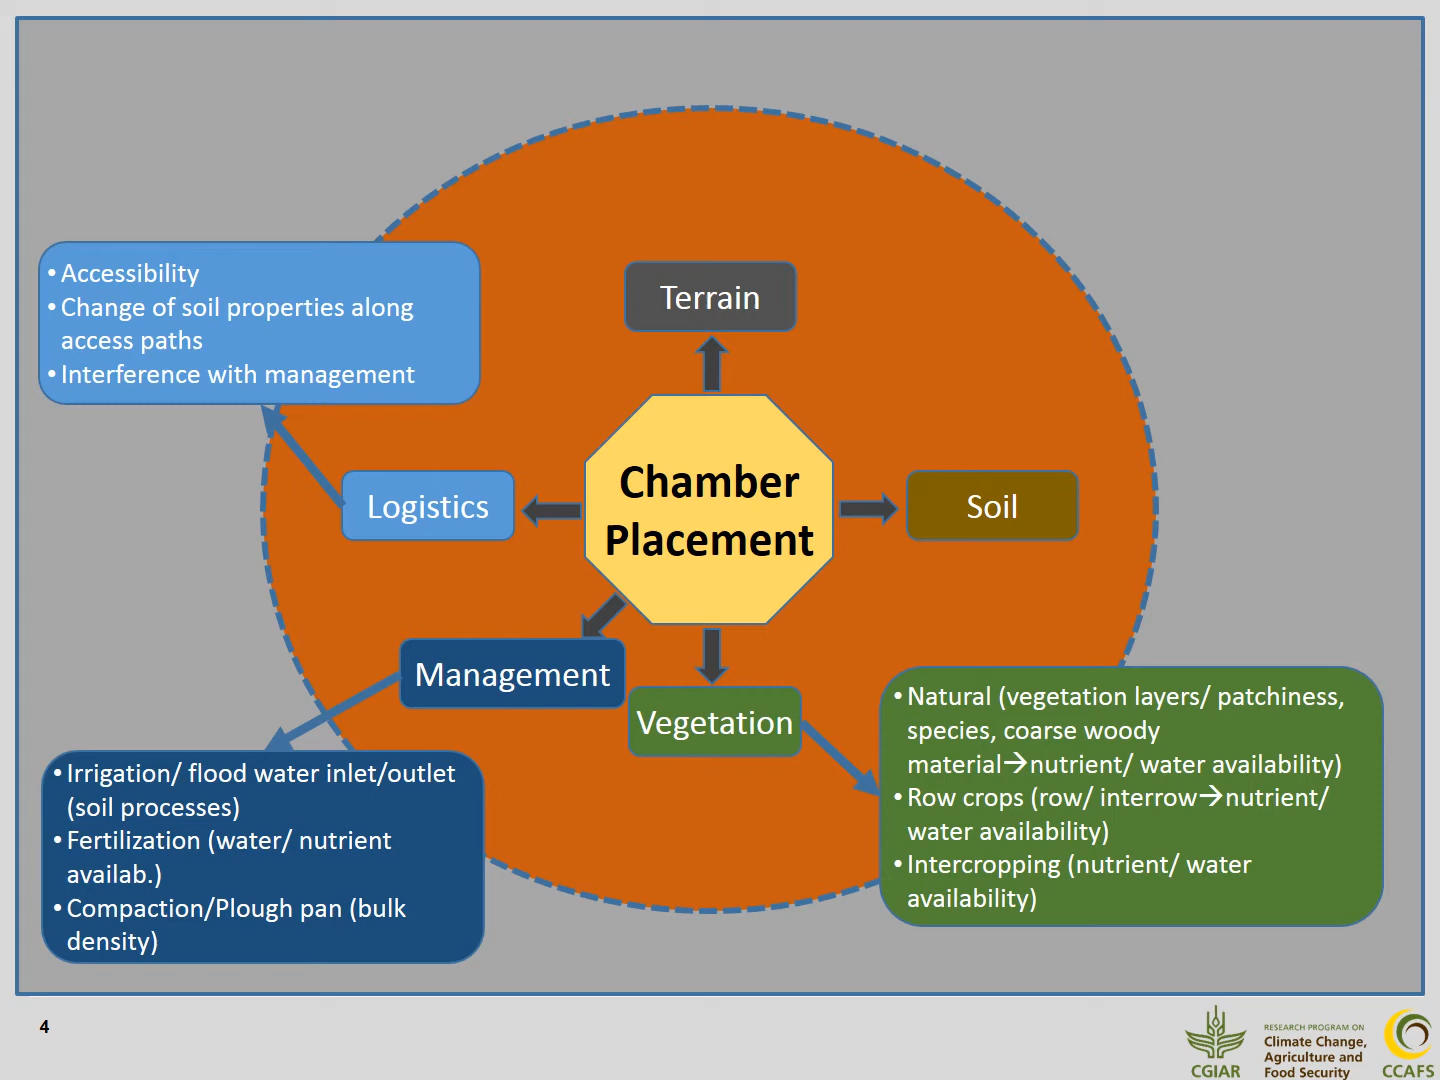 • Accessibility
• Change of soil properties along
access paths
• Interference with management
Terrain
Chamber
Placement
Logistics
Soil
Management
Vegetation
• Irrigation/ flood water inlet/outlet
(soil processes)
• Fertilization (water/ nutrient
availab.)
• Compaction/Plough pan (bulk
density)
• Natural (vegetation layers/ patchiness,
species, coarse woody
material→nutrient/ water availability)
• Row crops (row/ interrow→nutrient/
water availability)
• Intercropping (nutrient/ water
availability)
4
CGIAR
RESEARCH PROGRAM ON
Climate Change,
Agriculture and
Food Security
CCAFS